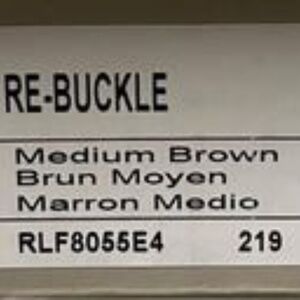 RE-BUCKLE
Medium Brown
Brun Moyen
Marron Medio
RLF8055E4 219